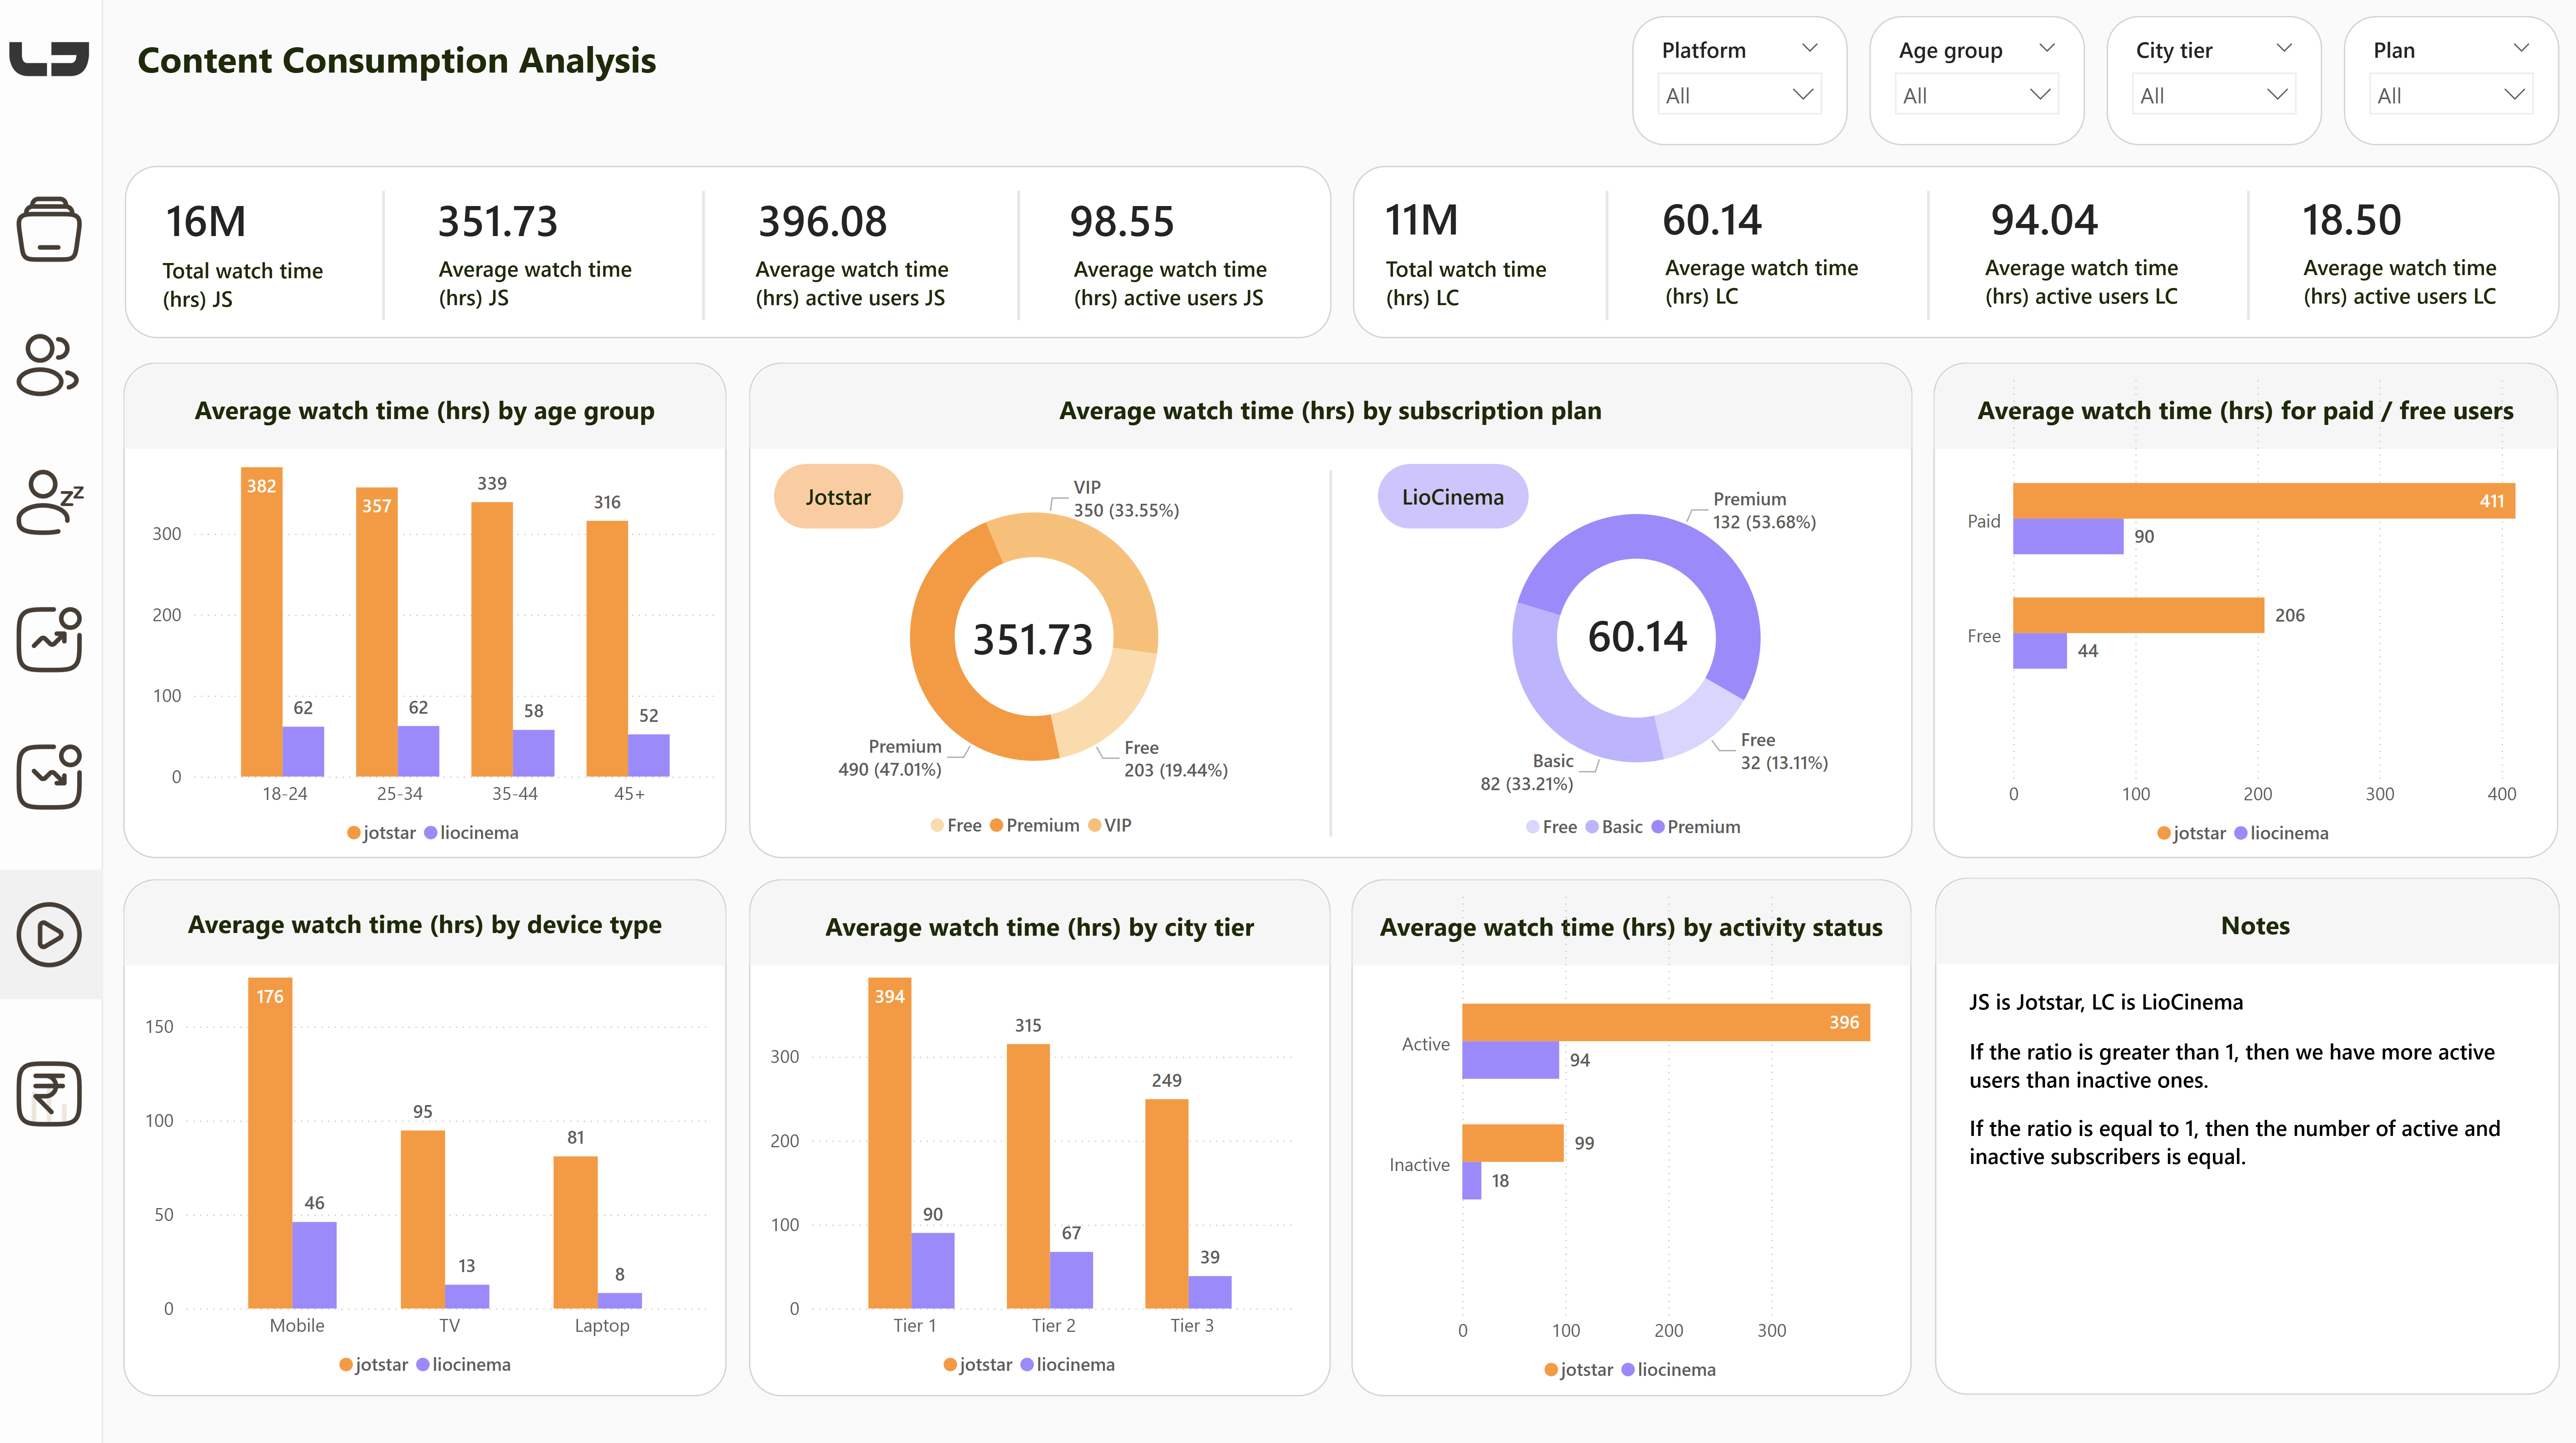 Content Consumption Analysis
Platform
All
Age group
All
City tier
All
Plan
All
16M
Total watch time
(hrs) JS
351.73
Average watch time
(hrs) JS
396.08
Average watch time
(hrs) active users JS
98.55
Average watch time
(hrs) active users JS
11M
Total watch time
(hrs) LC
60.14
Average watch time
(hrs) LC
94.04
Average watch time
(hrs) active users LC
18.50
Average watch time
(hrs) active users LC
Average watch time (hrs) by age group
382
357
339
316
300
200
100
0
62
62
58
52
18-24
25-34
35-44
45+
jotstar liocinema
Average watch time (hrs) by subscription plan
Jotstar
VIP
350 (33.55%)
351.73
Premium
490 (47.01%)
Free
203 (19.44%)
Free Premium VIP
LioCinema
Premium
132 (53.68%)
60.14
Basic
82 (33.21%)
Free
32 (13.11%)
Free Basic Premium
Average watch time (hrs) for paid / free users
Paid
411
90
Free
206
44
0 100 200 300 400
jotstar liocinema
Average watch time (hrs) by device type
176
95
81
150
100
50
0
46
13
8
Mobile
TV
Laptop
jotstar liocinema
Average watch time (hrs) by city tier
394
315
249
300
200
100
0
90
67
39
Tier 1
Tier 2
Tier 3
jotstar liocinema
Average watch time (hrs) by activity status
Active
396
94
Inactive
99
18
0 100 200 300
jotstar liocinema
Notes
JS is Jotstar, LC is LioCinema
If the ratio is greater than 1, then we have more active
users than inactive ones.
If the ratio is equal to 1, then the number of active and
inactive subscribers is equal.